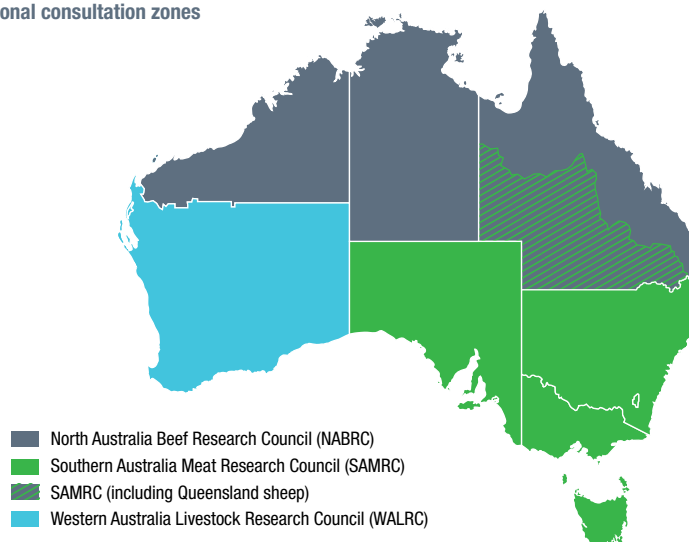 onal consultation zones
North Australia Beef Research Council (NABRC)
Southern Australia Meat Research Council (SAMRC)
SAMRC (including Queensland sheep)
Western Australia Livestock Research Council (WALRC)